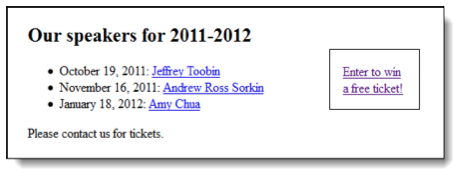 Our speakers for 2011-2012
October 19, 2011: Jeffrey Toobin
November 16, 2011: Andrew Ross Sorkin
January 18, 2012: Amy Chua
Enter to win
a free ticket!
Please contact us for tickets.